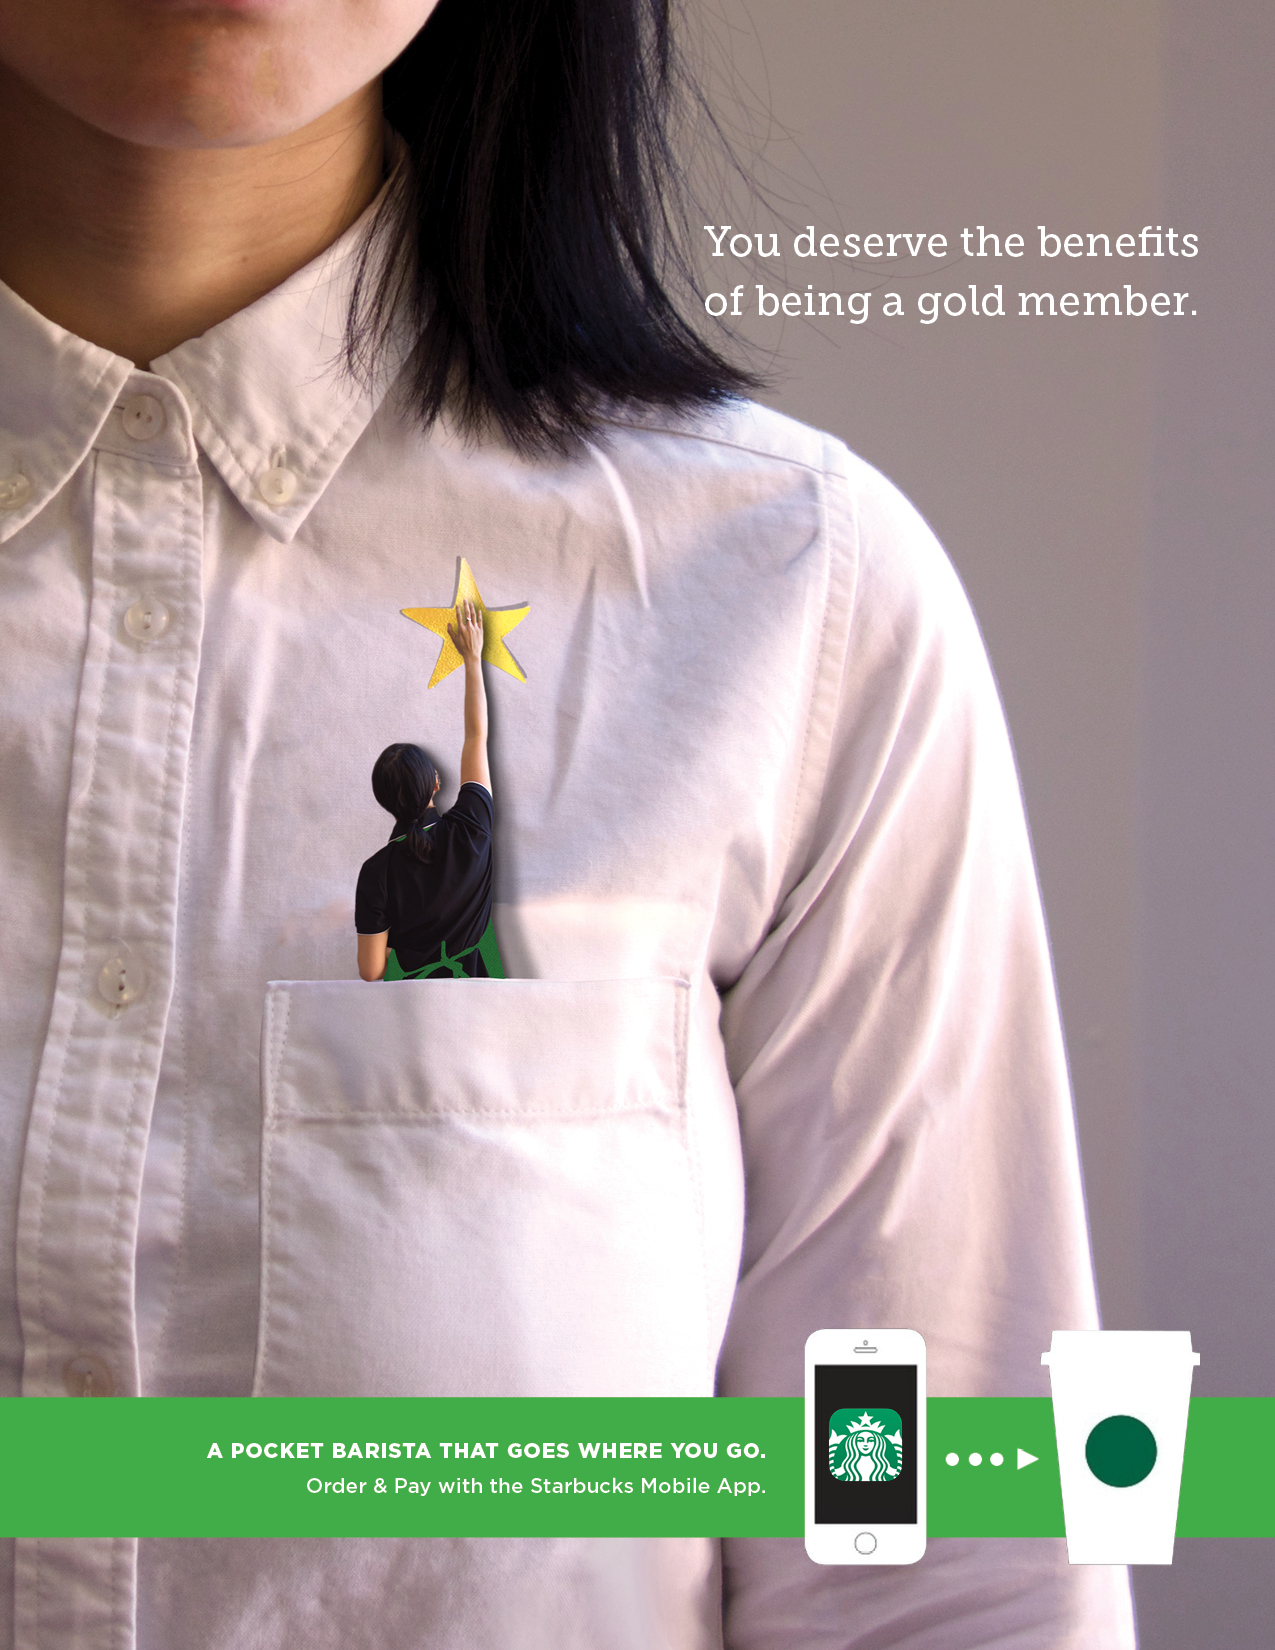 You deserve the benefits
of being a gold member.
A POCKET BARISTA THAT GOES WHERE YOU GO.
Order & Pay with the Starbucks Mobile App.